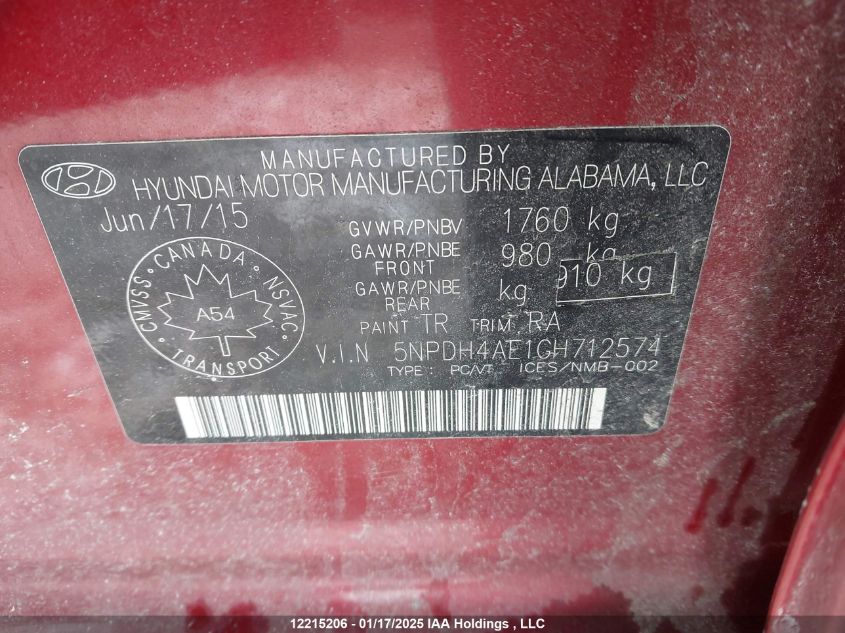 MANUFACTURED BY
HYUNDAI MOTOR MANUFACTURING ALABAMA, LLC
Jun/17/15
GVWR/PNBV 1760 kg
GAWR/PNBE FRONT 980 kg
GAWR/PNBE REAR kg 910 kg
CANADA
CMVSS NSVAC
A54
TRANSPORT
PAINT TR TRIM RA
V.I.N 5NPDH4AE1GH712574
TYPE : PC/VT ICES/NMB-002
12215206 - 01/17/2025 IAA Holdings , LLC